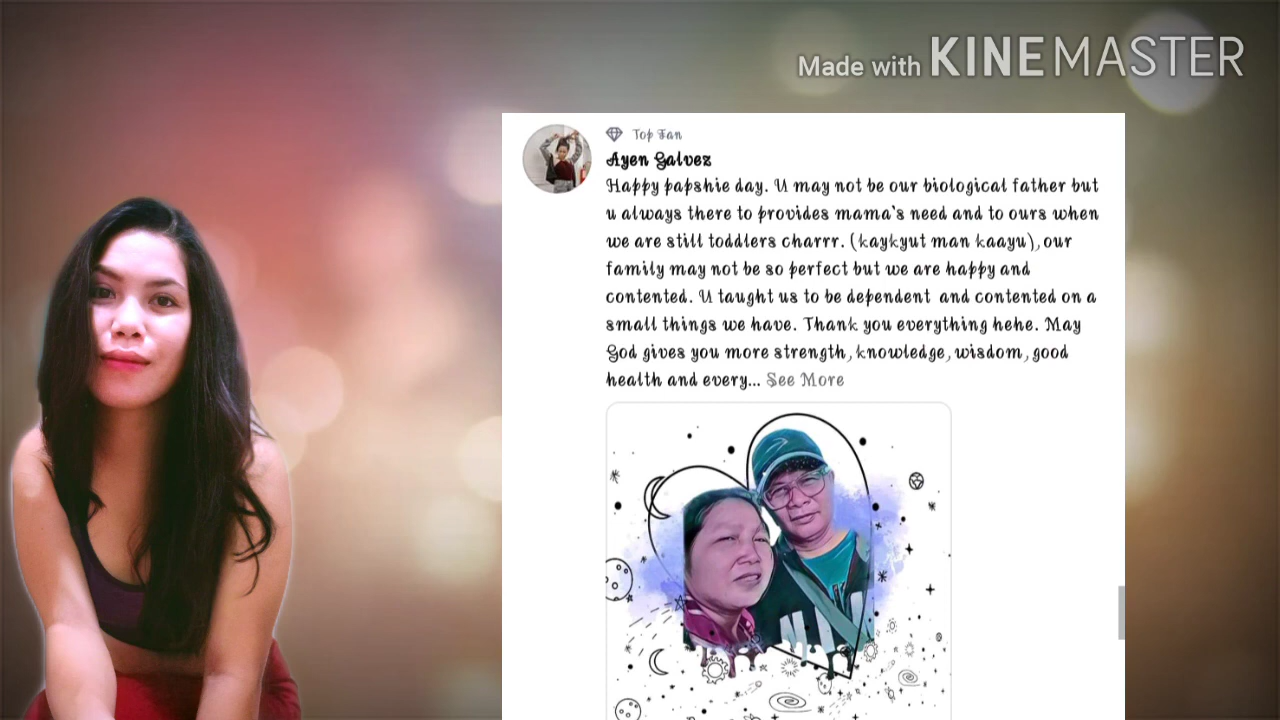 Made with KINEMASTER
Top Fan
Ayen Galvez
Happy papshie day. U may not be our biological father but
u always there to provides mama's need and to ours when
we are still toddlers charrr. (kaykyut man kaayu), our
family may not be so perfect but we are happy and
contented. U taught us to be dependent and contented on a
small things we have. Thank you everything hehe. May
God gives you more strength, knowledge, wisdom, good
health and every... See More